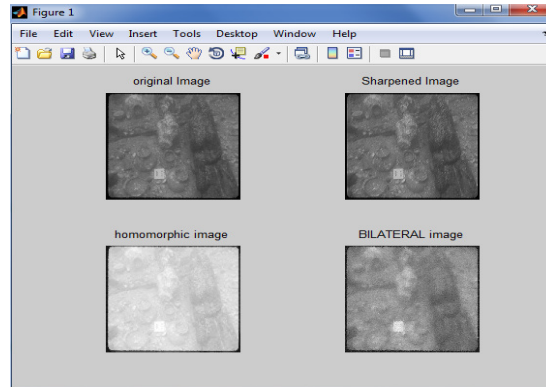 Figure 1
File Edit View Insert Tools Desktop Window Help
original Image Sharpened Image
homomorphic image BILATERAL image